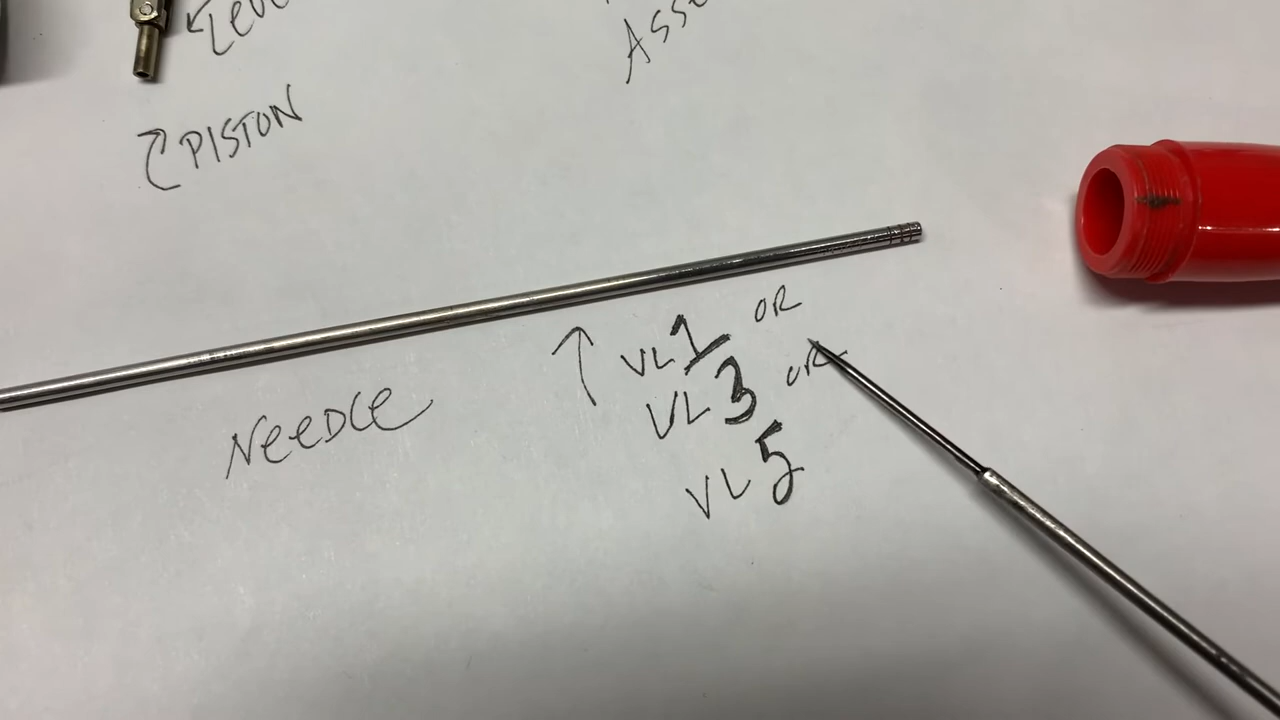 PISTON
NEEDLE
VL1 OR
VL3 OR
VL5